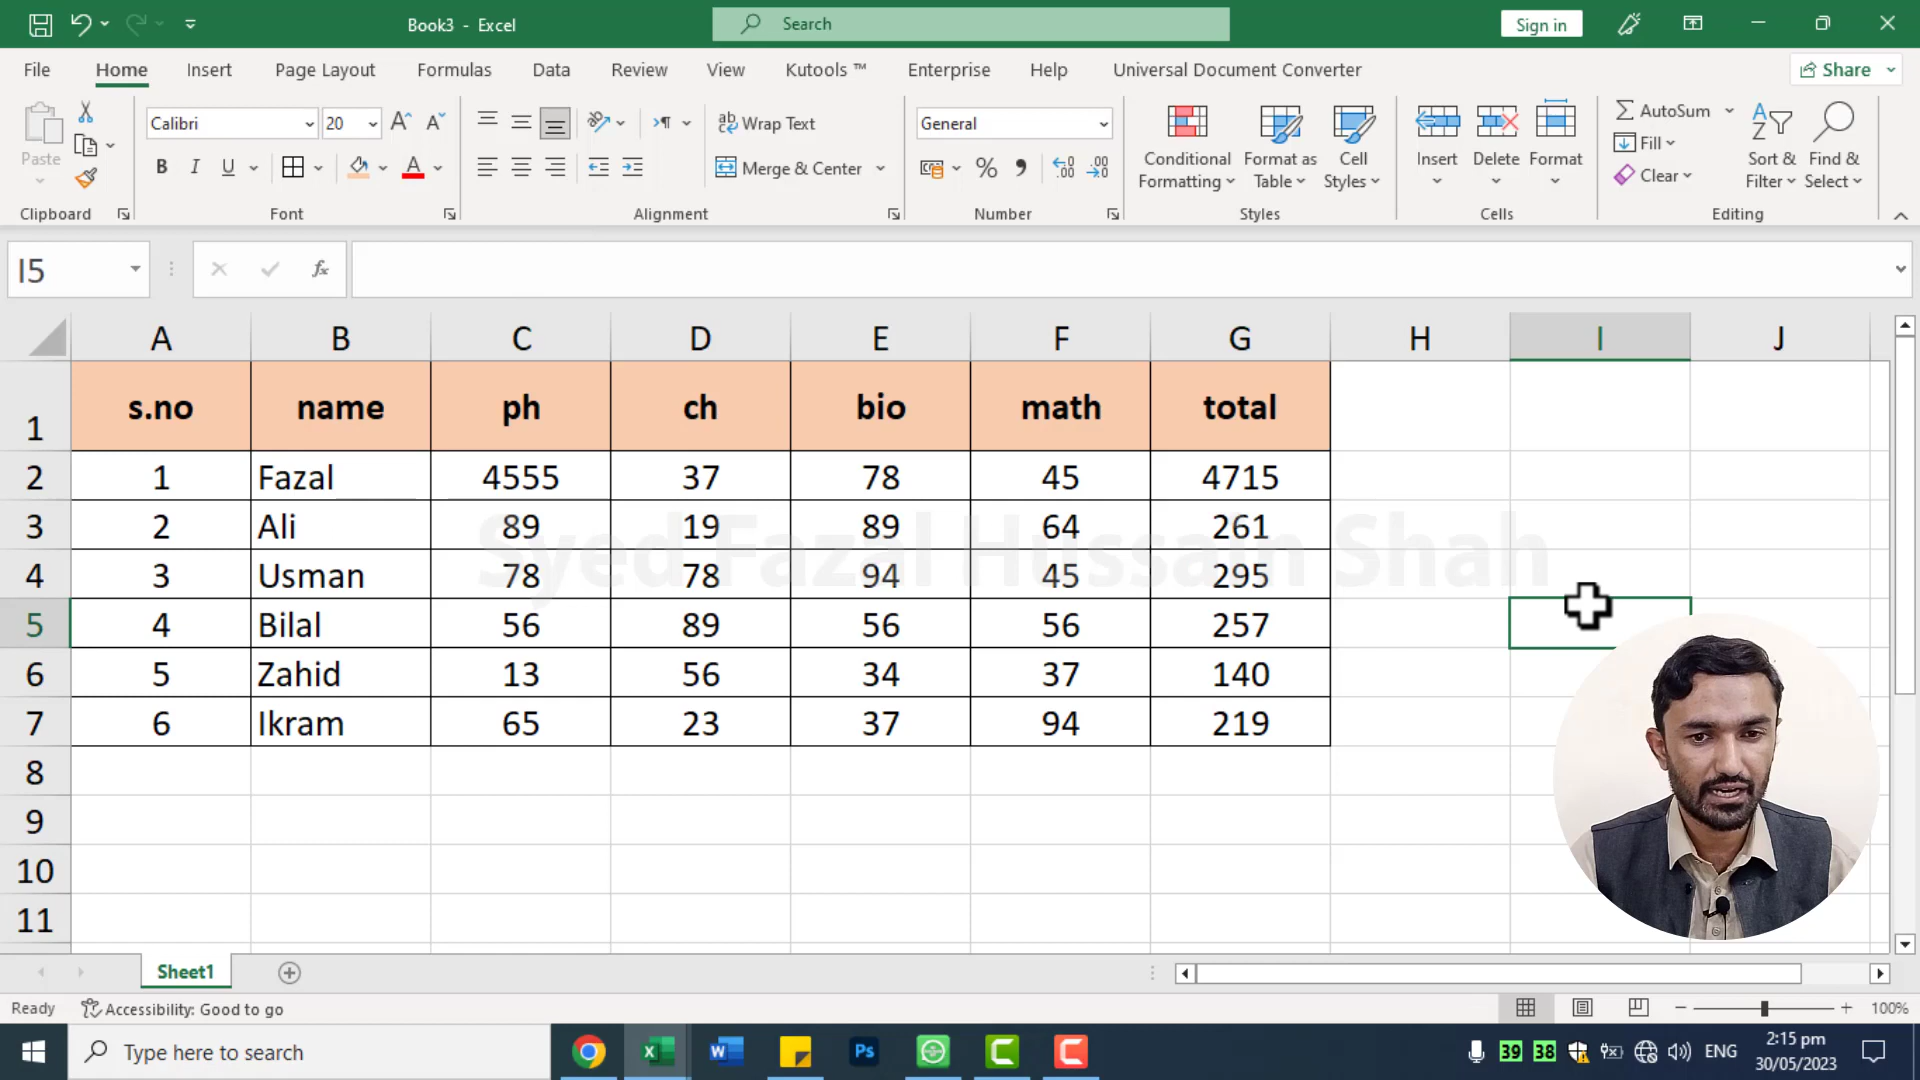 Book3 - Excel
Search
Sign in
File Home Insert Page Layout Formulas Data Review View Kutools ™ Enterprise Help Universal Document Converter Share
Paste
Calibri 20
Wrap Text
General
Conditional Formatting
Format as Table
Cell Styles
Insert
Delete
Format
AutoSum
Fill
Clear
Sort & Filter
Find & Select
B I U
Merge & Center
Clipboard Font Alignment Number Styles Cells Editing
I5 fx
A B C D E F G H I J
1 s.no name ph ch bio math total
2 1 Fazal 4555 37 78 45 4715
3 2 Ali 89 19 89 64 261
4 3 Usman 78 78 94 45 295
Syed Fazal Hussain Shah
5 4 Bilal 56 89 56 56 257
6 5 Zahid 13 56 34 37 140
7 6 Ikram 65 23 37 94 219
8
9
10
11
Sheet1
Ready Accessibility: Good to go 100%
Type here to search
Ps
39 38 ENG
2:15 pm
30/05/2023